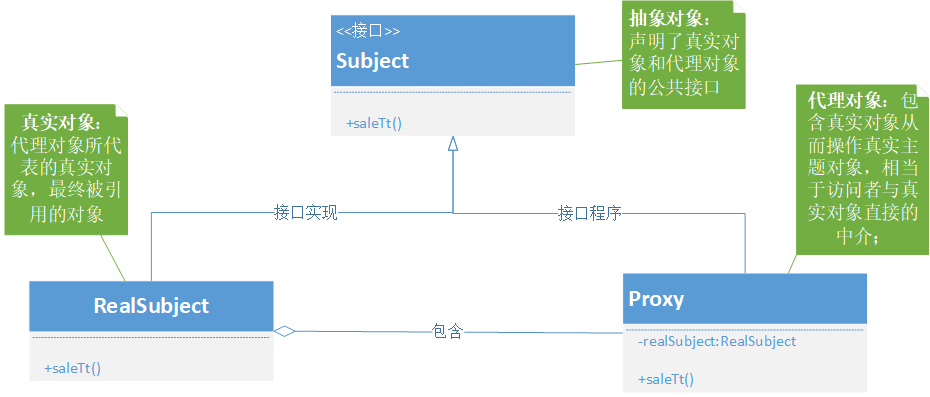 <<接口>>
Subject
+saleTt()
抽象对象：
声明了真实对
象和代理对象
的公共接口
真实对象：
代理对象所代
表的真实对
象，最终被引
用的对象
代理对象：包
含真实对象从
而操作真实主
题对象，相当
于访问者与真
实对象直接的
中介；
接口实现
接口程序
RealSubject
+saleTt()
包含
Proxy
-realSubject:RealSubject
+saleTt()